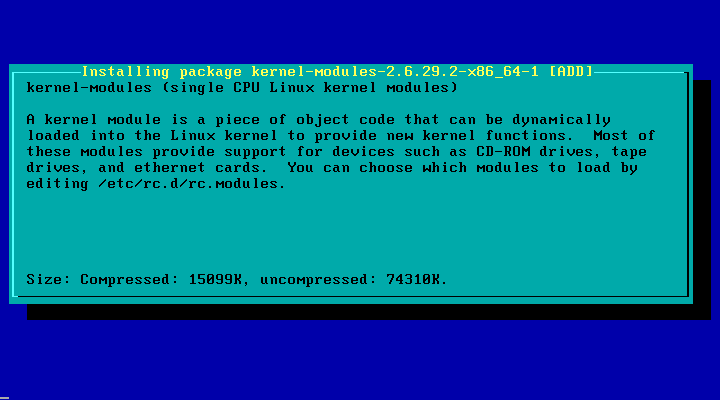 Installing package kernel-modules-2.6.29.2-x86_64-1 [ADD]
kernel-modules (single CPU Linux kernel modules)
A kernel module is a piece of object code that can be dynamically
loaded into the Linux kernel to provide new kernel functions.  Most of
these modules provide support for devices such as CD-ROM drives, tape
drives, and ethernet cards.  You can choose which modules to load by
editing /etc/rc.d/rc.modules.
Size: Compressed: 15099K, uncompressed: 74310K.